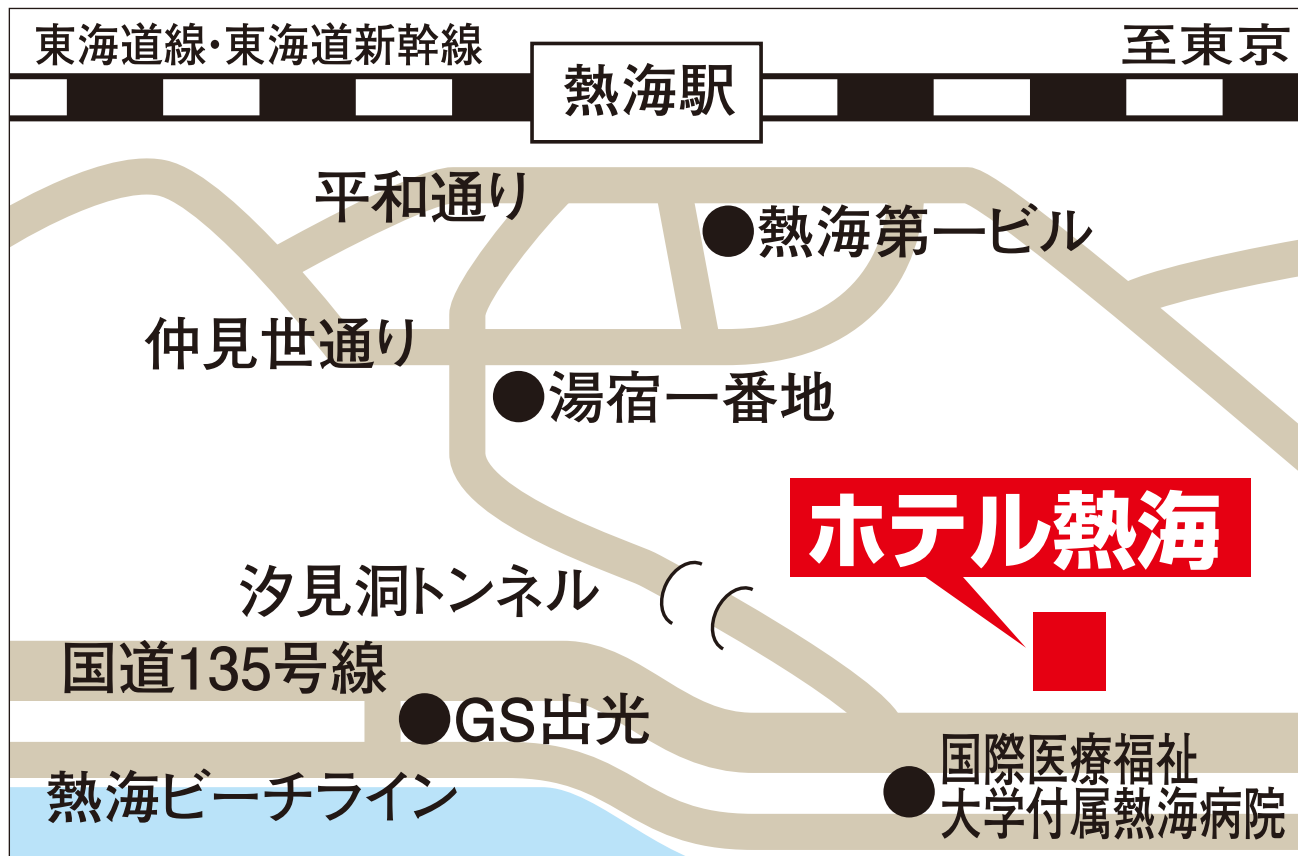 東海道線・東海道新幹線
至東京
熱海駅
平和通り
熱海第一ビル
仲見世通り
湯宿一番地
ホテル熱海
汐見洞トンネル
国道135号線
GS出光
国際医療福祉
大学付属熱海病院
熱海ビーチライン